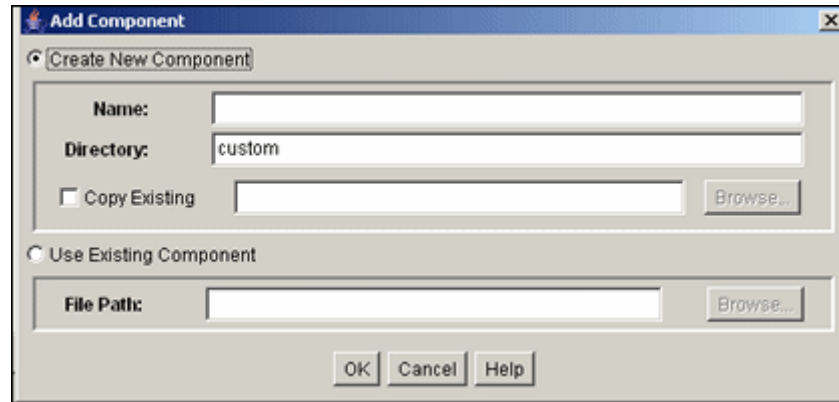 Add Component
Create New Component
Name:
Directory: custom
Copy Existing Browse...
Use Existing Component
File Path: Browse...
OK Cancel Help